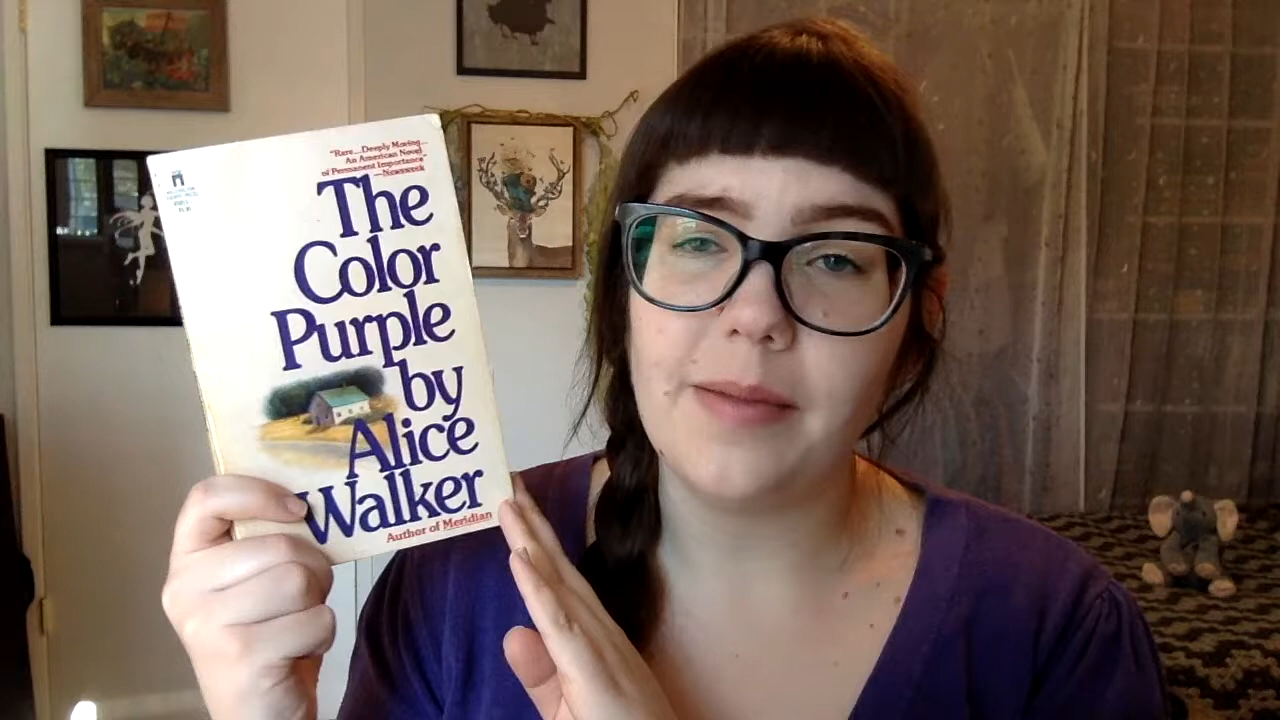 "Rare...Deeply Moving...
An American Novel
of Permanent Importance"
—Newsweek
The
Color
Purple
by
Alice
Walker
Author of Meridian